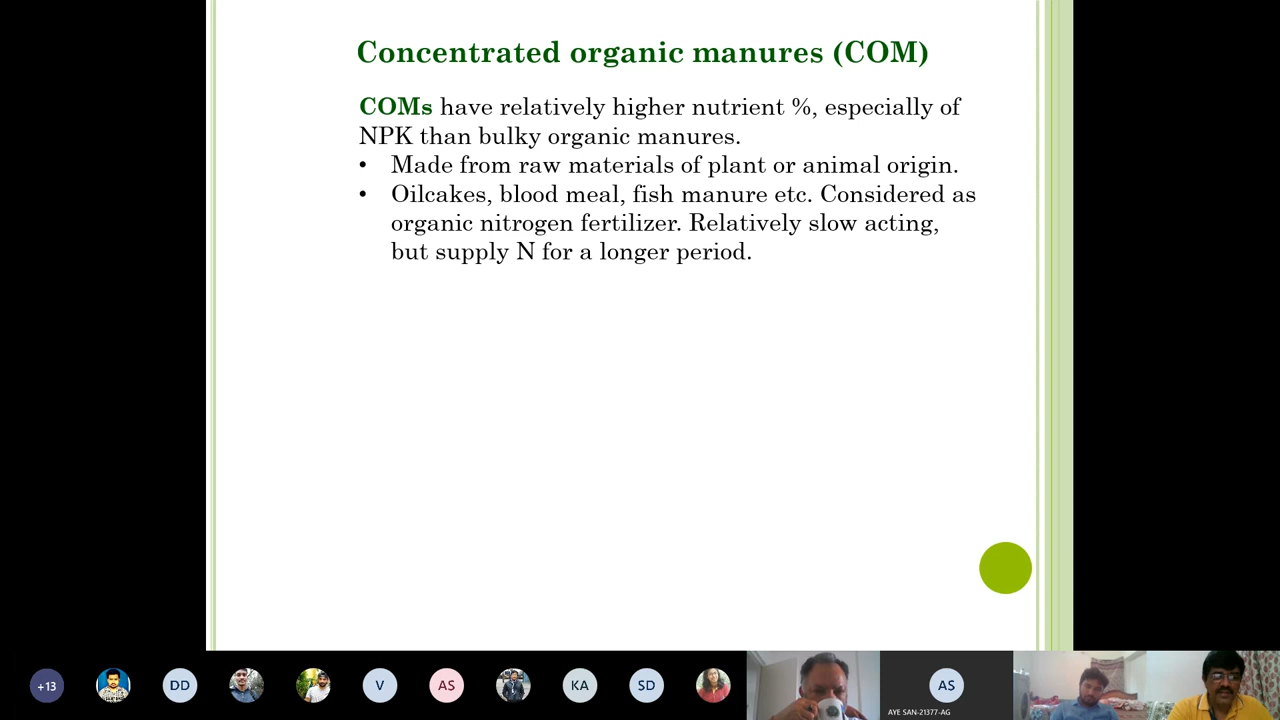 Concentrated organic manures (COM)
COMs have relatively higher nutrient %, especially of
NPK than bulky organic manures.
• Made from raw materials of plant or animal origin.
• Oilcakes, blood meal, fish manure etc. Considered as
organic nitrogen fertilizer. Relatively slow acting,
but supply N for a longer period.
+13
DD
V
AS
KA
SD
AS
AYE SAN-21377-AG